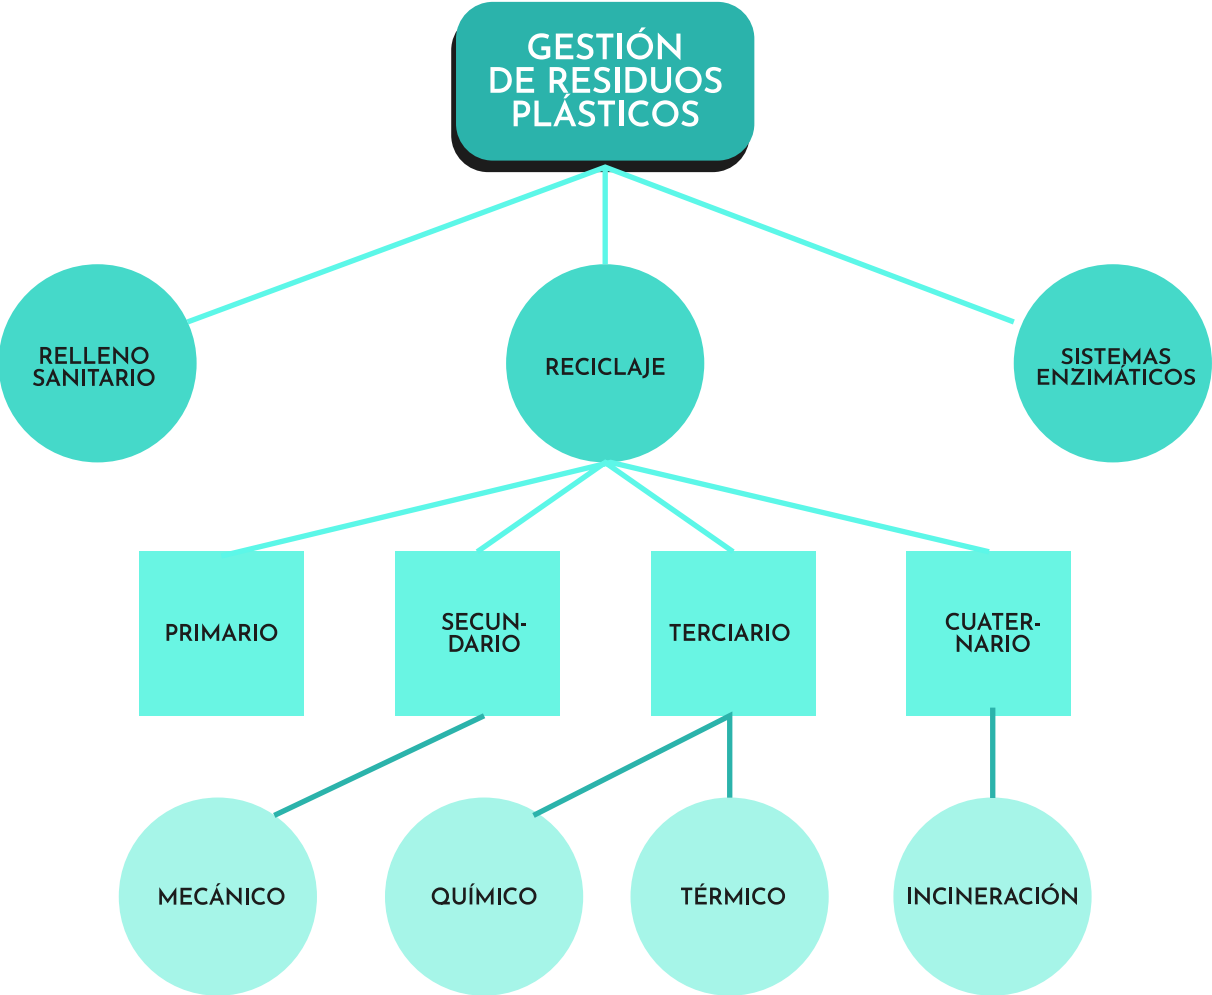 GESTIÓN
DE RESIDUOS
PLÁSTICOS
RELLENO
SANITARIO
RECICLAJE
SISTEMAS
ENZIMÁTICOS
PRIMARIO
SECUN-
DARIO
TERCIARIO
CUATER-
NARIO
MECÁNICO
QUÍMICO
TÉRMICO
INCINERACIÓN